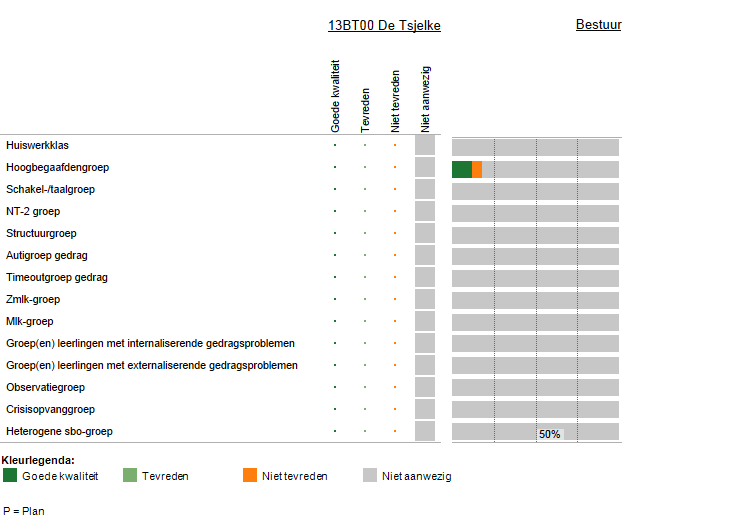 13BT00 De Tsjelke
Bestuur
Goede kwaliteit
Tevreden
Niet tevreden
Niet aanwezig
Huiswerkklas
Hoogbegaafdengroep
Schakel-/taalgroep
NT-2 groep
Structuurgroep
Autigroep gedrag
Timeoutgroep gedrag
Zmlk-groep
Mlk-groep
Groep(en) leerlingen met internaliserende gedragsproblemen
Groep(en) leerlingen met externaliserende gedragsproblemen
Observatiegroep
Crisisopvanggroep
Heterogene sbo-groep
50%
Kleurlegenda:
Goede kwaliteit Tevreden Niet tevreden Niet aanwezig
P = Plan